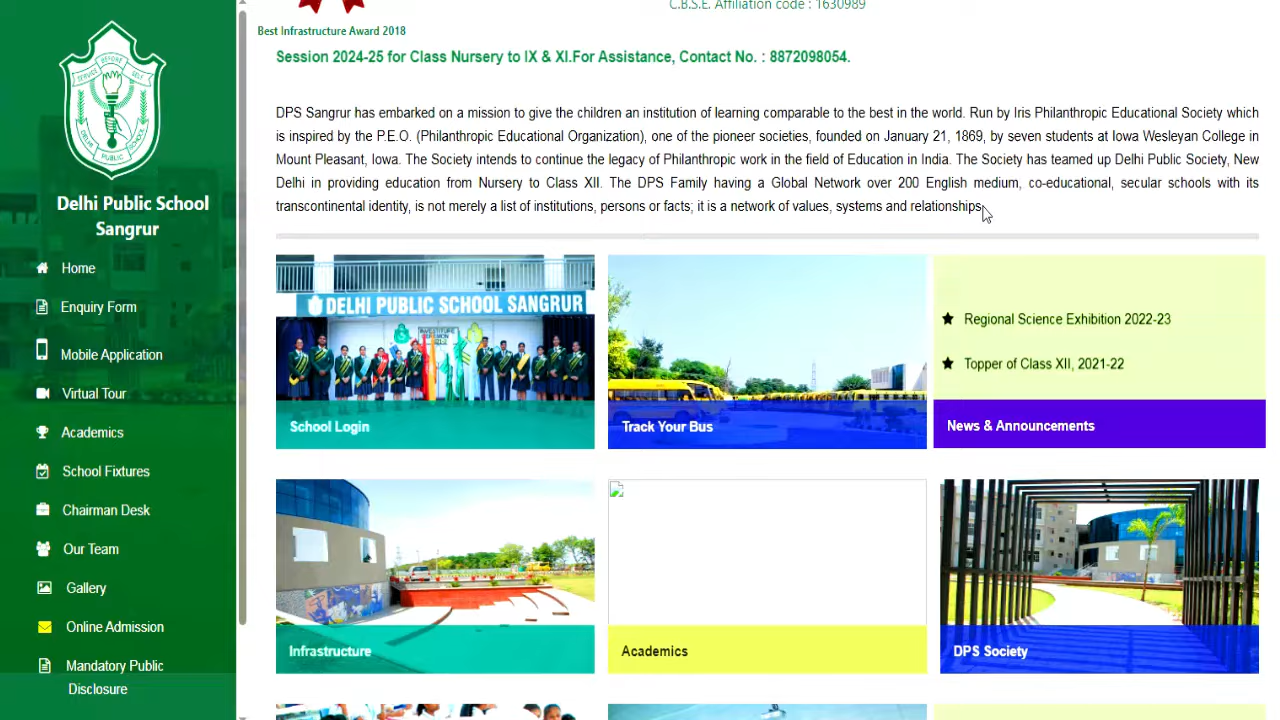 C.B.S.E. Affiliation code : 1630989
Best Infrastructure Award 2018
Session 2024-25 for Class Nursery to IX & XI.For Assistance, Contact No. : 8872098054.
DPS Sangrur has embarked on a mission to give the children an institution of learning comparable to the best in the world. Run by Iris Philanthropic Educational Society which
is inspired by the P.E.O. (Philanthropic Educational Organization), one of the pioneer societies, founded on January 21, 1869, by seven students at Iowa Wesleyan College in
Mount Pleasant, Iowa. The Society intends to continue the legacy of Philanthropic work in the field of Education in India. The Society has teamed up Delhi Public Society, New
Delhi in providing education from Nursery to Class XII. The DPS Family having a Global Network over 200 English medium, co-educational, secular schools with its
transcontinental identity, is not merely a list of institutions, persons or facts; it is a network of values, systems and relationships.
SERVICE BEFORE SELF
DELHI PUBLIC SCHOOL
Delhi Public School
Sangrur
Home
Enquiry Form
Mobile Application
Virtual Tour
Academics
School Fixtures
Chairman Desk
Our Team
Gallery
Online Admission
Mandatory Public
Disclosure
DELHI PUBLIC SCHOOL SANGRUR
School Login
Track Your Bus
Regional Science Exhibition 2022-23
Topper of Class XII, 2021-22
News & Announcements
Infrastructure
Academics
DPS Society